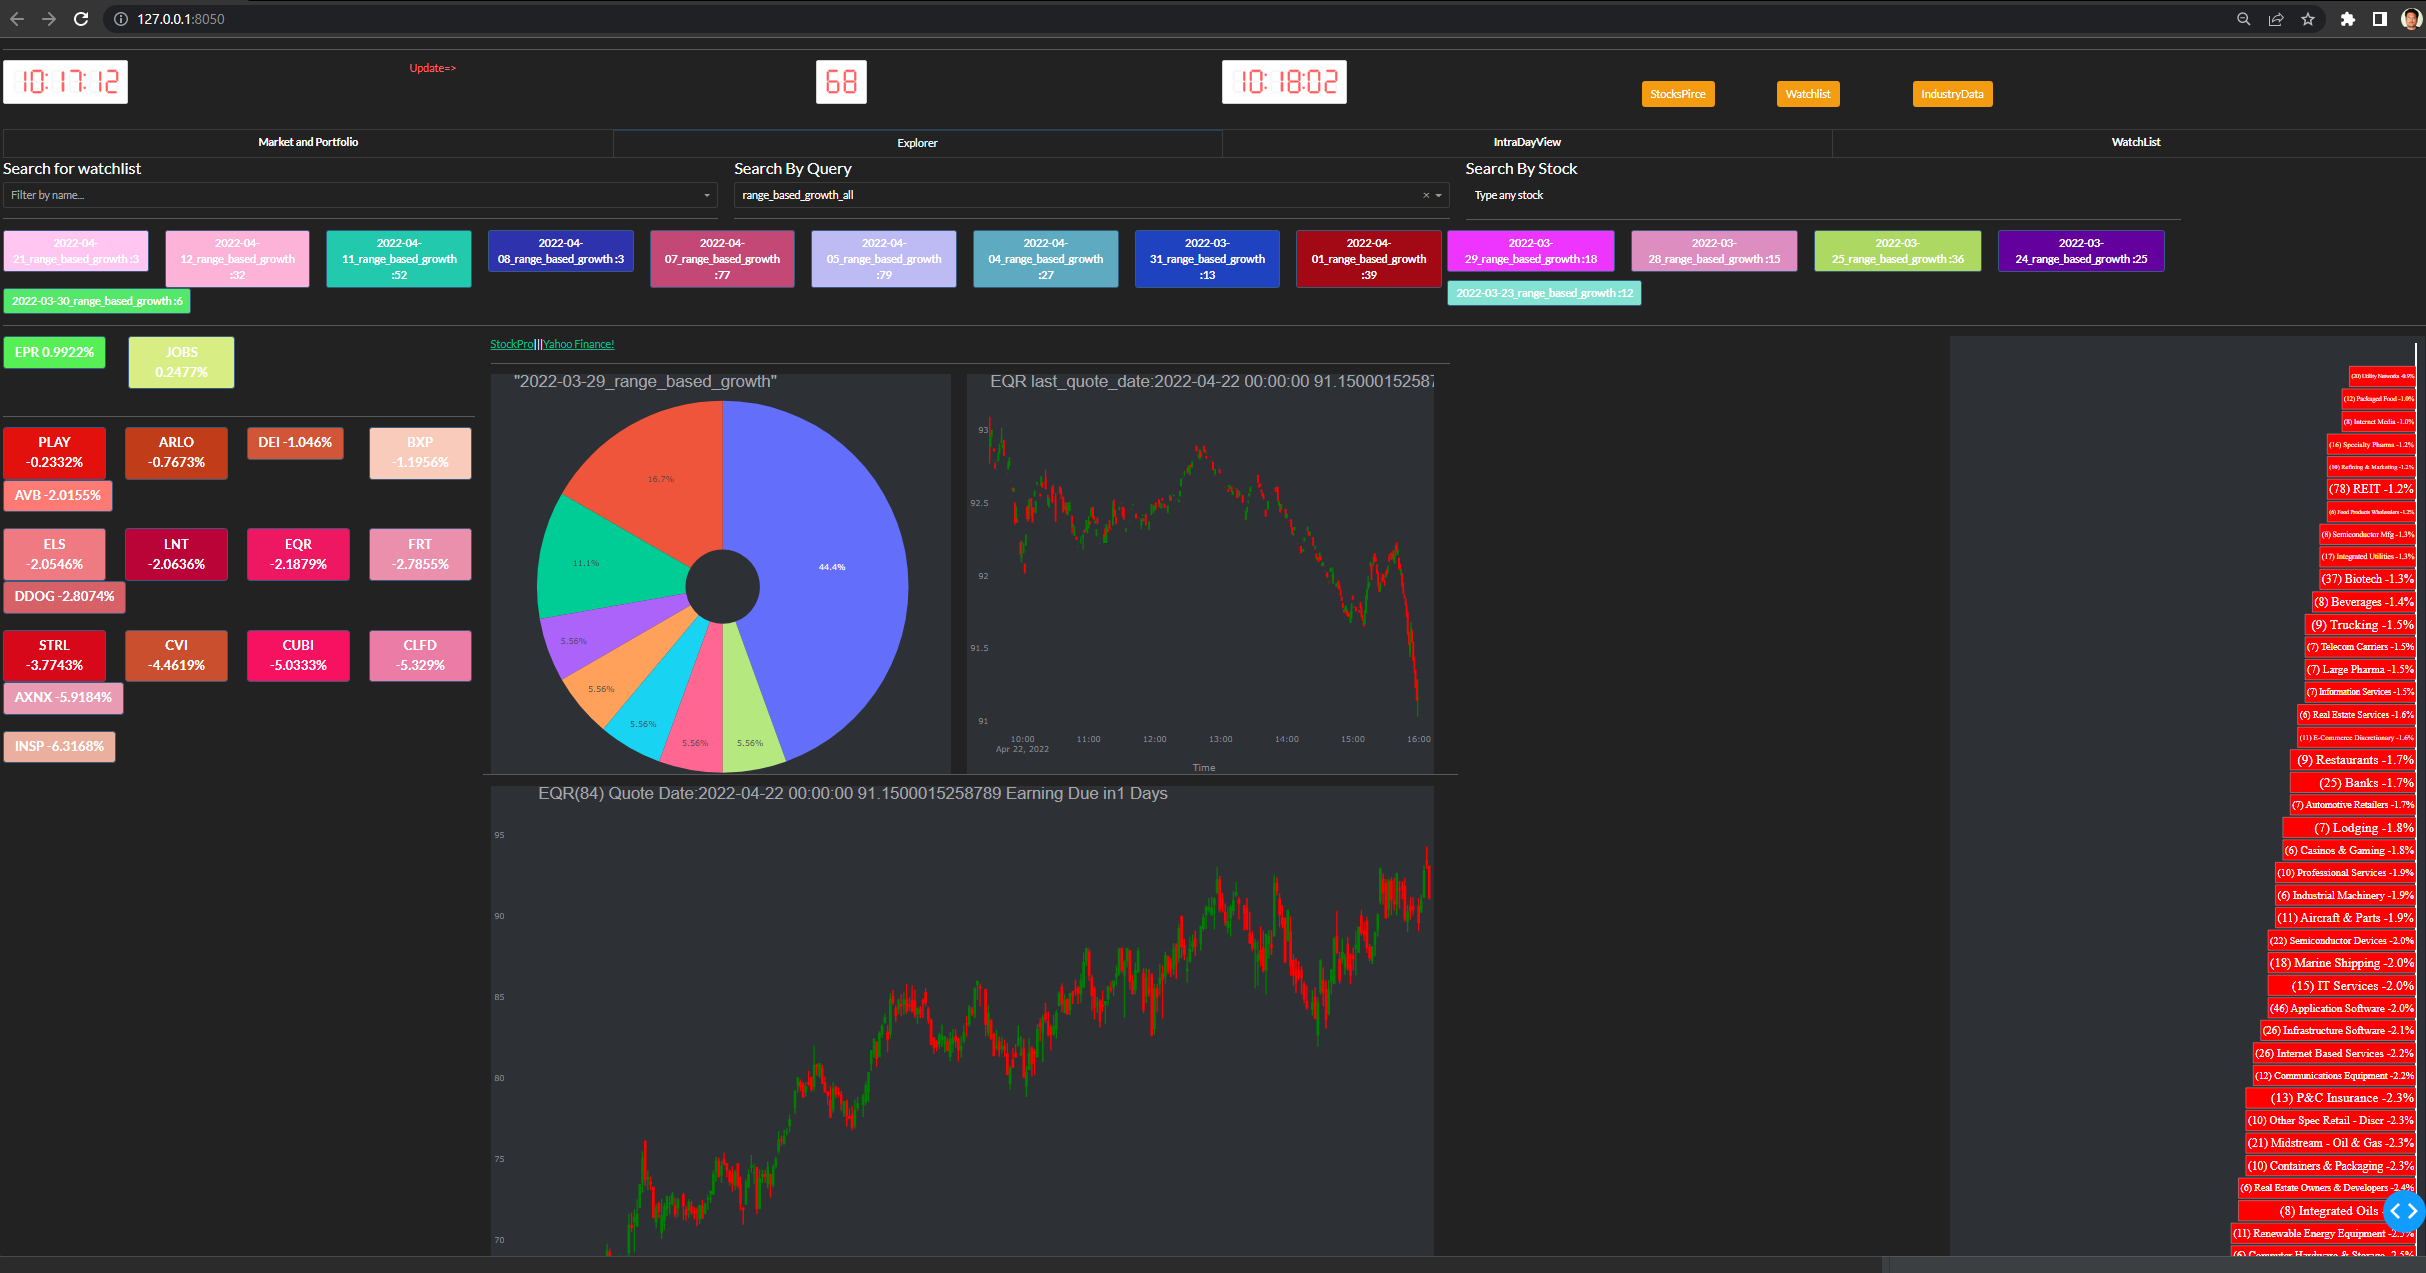 127.0.0.1:8050
10:17:12
Update=>
68
10:18:02
StocksPirce
Watchlist
IndustryData
Market and Portfolio
Explorer
IntraDayView
WatchList
Search for watchlist
Search By Query
Search By Stock
Filter by name...
range_based_growth_all
Type any stock
2022-04-
21_range_based_growth :3
2022-04-
12_range_based_growth
:32
2022-04-
11_range_based_growth
:52
2022-04-
08_range_based_growth :3
2022-04-
07_range_based_growth
:77
2022-04-
05_range_based_growth
:79
2022-04-
04_range_based_growth
:27
2022-03-
31_range_based_growth
:13
2022-04-
01_range_based_growth
:39
2022-03-
29_range_based_growth :18
2022-03-
28_range_based_growth :15
2022-03-
25_range_based_growth :36
2022-03-
24_range_based_growth :25
2022-03-30_range_based_growth :6
2022-03-23_range_based_growth :12
EPR 0.9922%
JOBS
0.2477%
PLAY
-0.2332%
ARLO
-0.7673%
DEI -1.046%
BXP
-1.1956%
AVB -2.0155%
ELS
-2.0546%
LNT
-2.0636%
EQR
-2.1879%
FRT
-2.7855%
DDOG -2.8074%
STRL
-3.7743%
CVI
-4.4619%
CUBI
-5.0333%
CLFD
-5.329%
AXNX -5.9184%
INSP -6.3168%
StockPro|||Yahoo Finance!
"2022-03-29_range_based_growth"
16.7%
11.1%
44.4%
5.56%
5.56%
5.56%
5.56%
5.56%
EQR last_quote_date:2022-04-22 00:00:00 91.15000152587
93
92.5
92
91.5
91
10:00
11:00
12:00
13:00
14:00
15:00
16:00
Apr 22, 2022
Time
EQR(84) Quote Date:2022-04-22 00:00:00 91.1500015258789 Earning Due in1 Days
95
90
85
80
75
70
(20) Utility Networks -0.9%
(12) Packaged Food -1.0%
(8) Internet Media -1.0%
(16) Specialty Pharma -1.2%
(10) Refining & Marketing -1.2%
(78) REIT -1.2%
(6) Food Products Wholesalers -1.2%
(8) Semiconductor Mfg -1.3%
(17) Integrated Utilities -1.3%
(37) Biotech -1.3%
(8) Beverages -1.4%
(9) Trucking -1.5%
(7) Telecom Carriers -1.5%
(7) Large Pharma -1.5%
(7) Information Services -1.5%
(6) Real Estate Services -1.6%
(11) E-Commerce Discretionary -1.6%
(9) Restaurants -1.7%
(25) Banks -1.7%
(7) Automotive Retailers -1.7%
(7) Lodging -1.8%
(6) Casinos & Gaming -1.8%
(10) Professional Services -1.9%
(6) Industrial Machinery -1.9%
(11) Aircraft & Parts -1.9%
(22) Semiconductor Devices -2.0%
(18) Marine Shipping -2.0%
(15) IT Services -2.0%
(46) Application Software -2.0%
(26) Infrastructure Software -2.1%
(26) Internet Based Services -2.2%
(12) Communications Equipment -2.2%
(13) P&C Insurance -2.3%
(10) Other Spec Retail - Discr -2.3%
(21) Midstream - Oil & Gas -2.3%
(10) Containers & Packaging -2.3%
(6) Real Estate Owners & Developers -2.4%
(8) Integrated Oils
(11) Renewable Energy Equipment
(6) Computer Hardware & Storage -2.5%